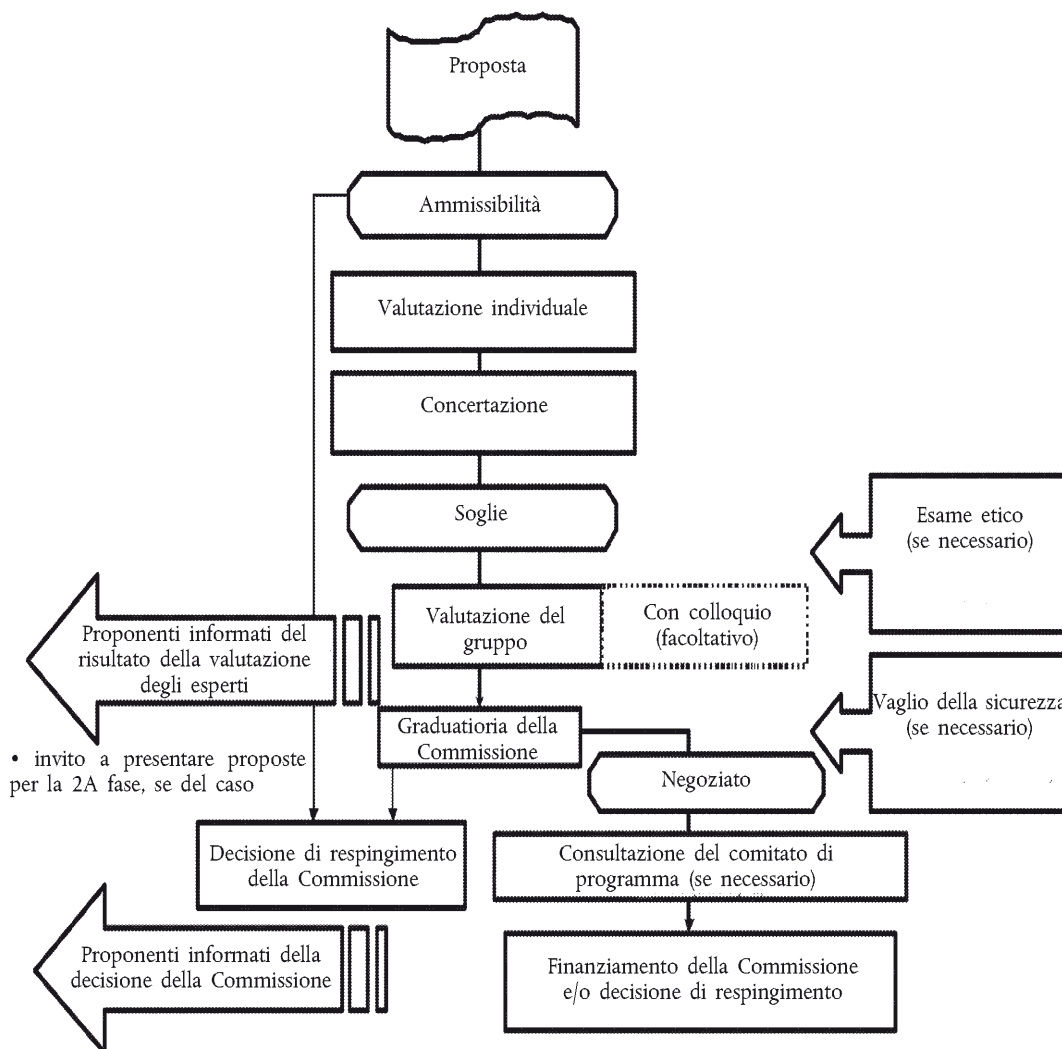 Proposta
Ammissibilità
Valutazione individuale
Concertazione
Soglie
Esame etico
(se necessario)
Valutazione del
gruppo
Con colloquio
(facoltativo)
Proponenti informati del
risultato della valutazione
degli esperti
Vaglio della sicurezza
(se necessario)
Graduatioria della
Commissione
• invito a presentare proposte
per la 2A fase, se del caso
Negoziato
Decisione di respingimento
della Commissione
Consultazione del comitato di
programma (se necessario)
Proponenti informati della
decisione della Commissione
Finanziamento della Commissione
e/o decisione di respingimento